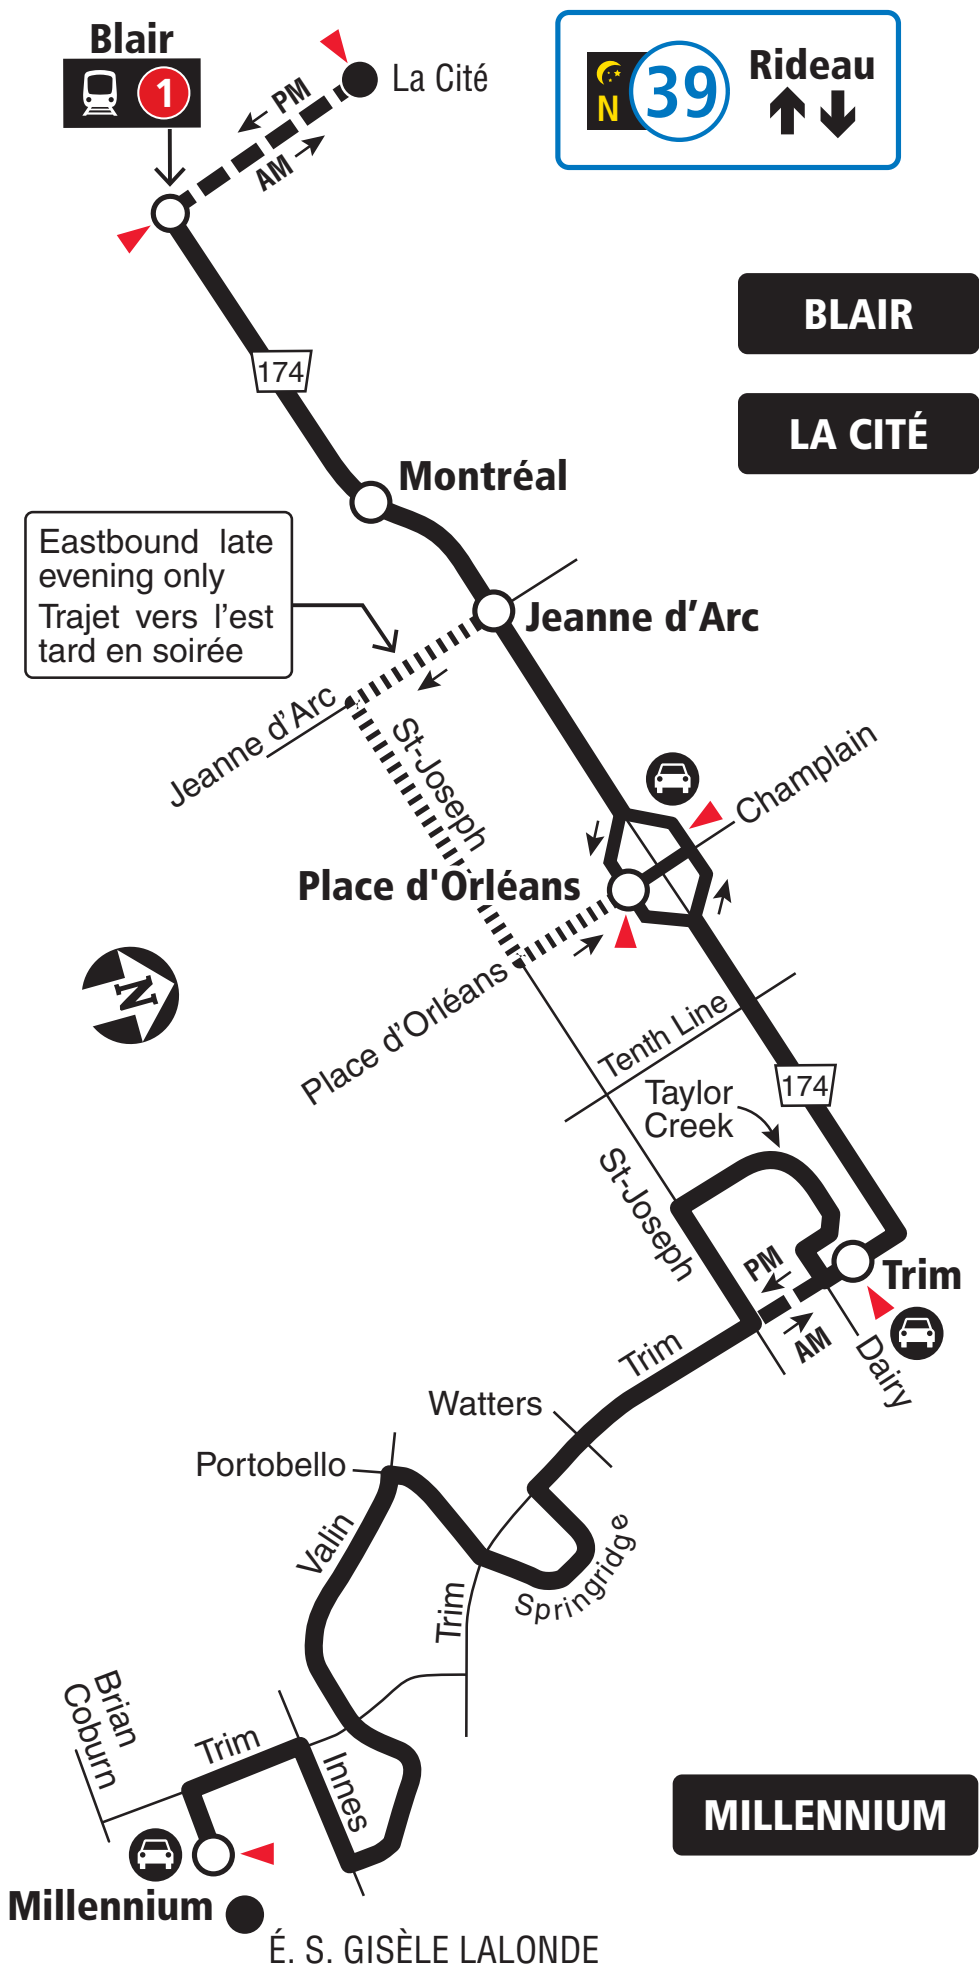 Blair
1
La Cité
PM
AM
N
39
Rideau
BLAIR
LA CITÉ
174
Montréal
Eastbound late
evening only
Trajet vers l'est
tard en soirée
Jeanne d'Arc
Jeanne d'Arc
St-Joseph
Champlain
Place d'Orléans
N
Place d'Orléans
Tenth Line
174
Taylor
Creek
St-Joseph
PM
AM
Trim
Dairy
Trim
Watters
Portobello
Valin
Springridge
Trim
Brian
Coburn
Trim
Innes
MILLENNIUM
Millennium
É. S. GISÈLE LALONDE